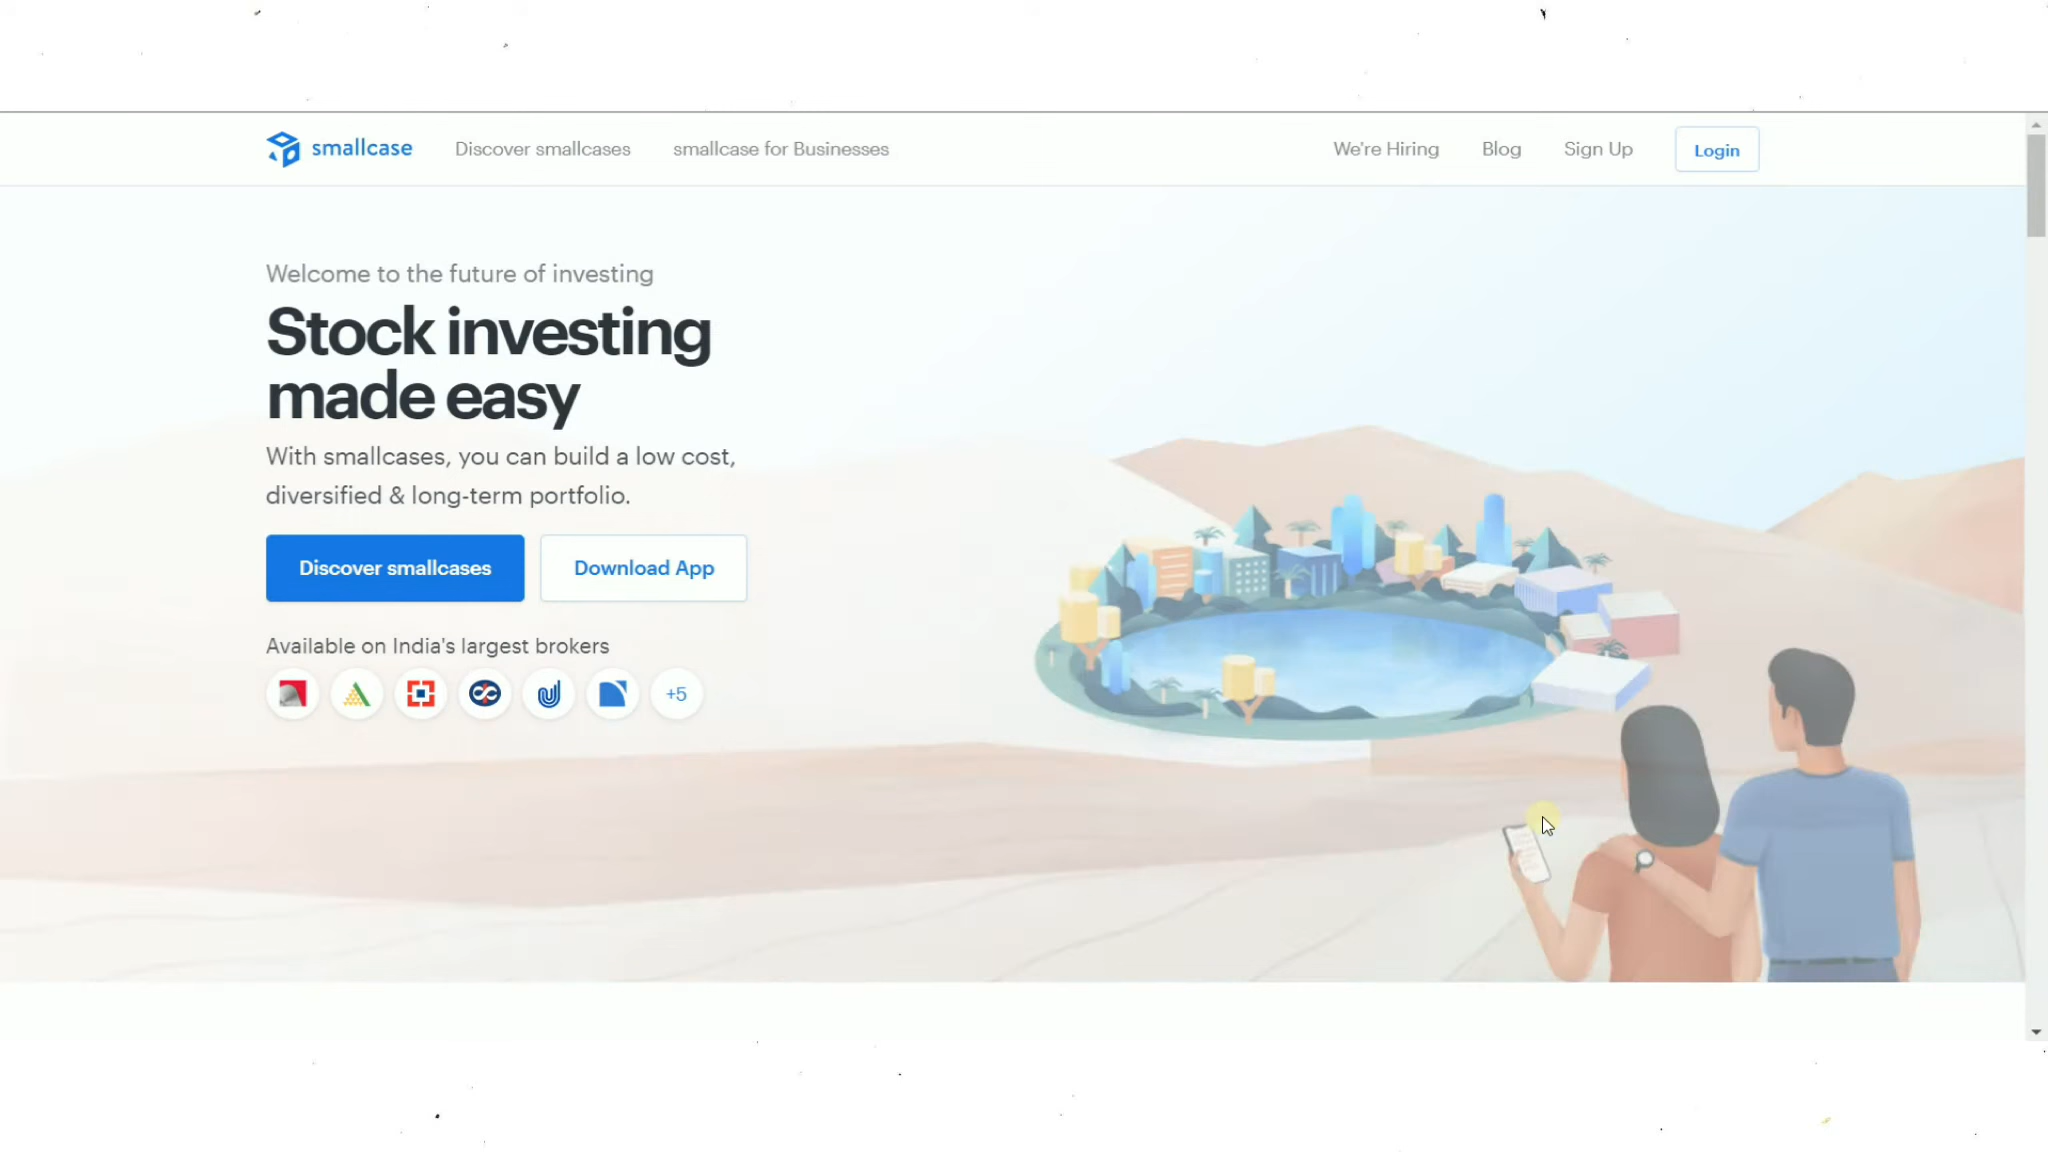 smallcase
Discover smallcases
smallcase for Businesses
We're Hiring
Blog
Sign Up
Login
Welcome to the future of investing
Stock investing
made easy
With smallcases, you can build a low cost,
diversified & long-term portfolio.
Discover smallcases
Download App
Available on India's largest brokers
+5